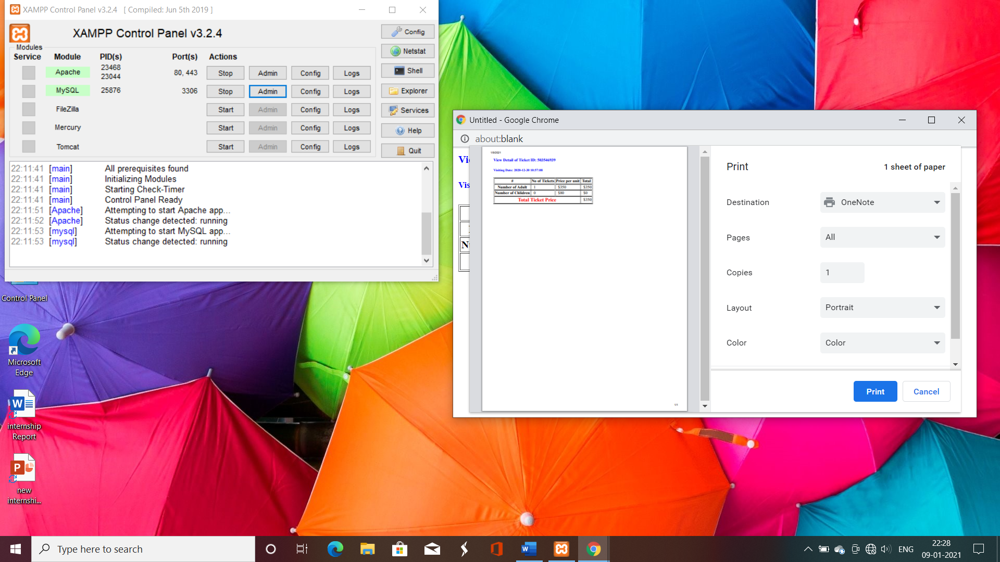 XAMPP Control Panel v3.2.4 [ Compiled: Jun 5th 2019 ]
XAMPP Control Panel v3.2.4
Config
Modules
Service Module PID(s) Port(s) Actions
Netstat
Apache 23468 23044 80, 443 Stop Admin Config Logs
Shell
MySQL 25876 3306 Stop Admin Config Logs
Explorer
FileZilla Start Admin Config Logs
Services
Mercury Start Admin Config Logs
Help
Tomcat Start Admin Config Logs
Quit
22:11:41 [main] All prerequisites found
22:11:41 [main] Initializing Modules
22:11:41 [main] Starting Check-Timer
22:11:41 [main] Control Panel Ready
22:11:51 [Apache] Attempting to start Apache app...
22:11:52 [Apache] Status change detected: running
22:11:53 [mysql] Attempting to start MySQL app...
22:11:53 [mysql] Status change detected: running
Control Panel
Microsoft
Edge
internship
Report
new
internshi...
Untitled - Google Chrome
about:blank
Vis
1/9/2021
View Detail of Ticket ID: 503546939
Visiting Date: 2020-12-30 10:57:08
# No of Tickets Price per unit Total
Number of Adult 1 $350 $350
Number of Chlidren 0 $80 $0
Total Ticket Price $350
1/1
Print 1 sheet of paper
Destination OneNote
Pages All
Copies 1
Layout Portrait
Color Color
Print Cancel
Type here to search
ENG
22:28
09-01-2021